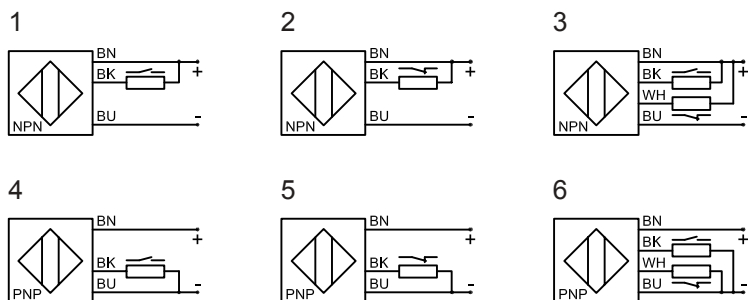 1
BN
+
BK
BU
-
NPN
2
BN
+
BK
BU
-
NPN
3
BN
+
BK
WH
BU
-
NPN
4
BN
+
BK
BU
-
PNP
5
BN
+
BK
BU
-
PNP
6
BN
+
BK
WH
BU
-
PNP